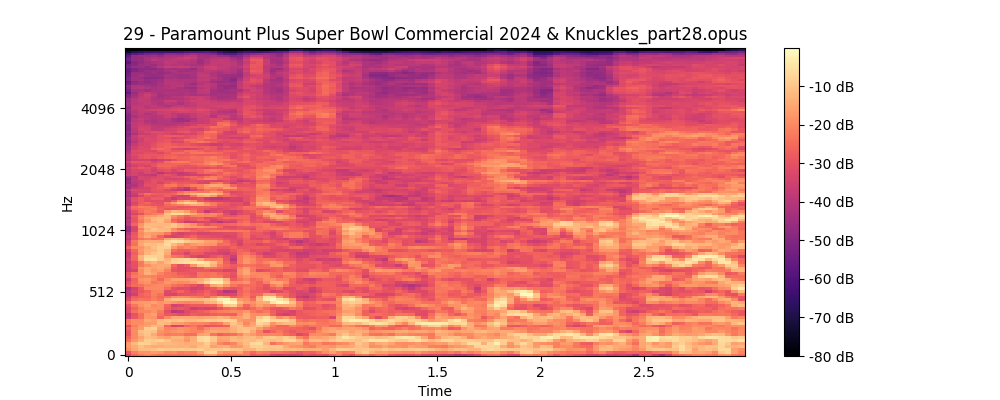 29 - Paramount Plus Super Bowl Commercial 2024 & Knuckles_part28.opus
Hz
4096
2048
1024
512
0
0
0.5
1
1.5
2
2.5
Time
-10 dB
-20 dB
-30 dB
-40 dB
-50 dB
-60 dB
-70 dB
-80 dB